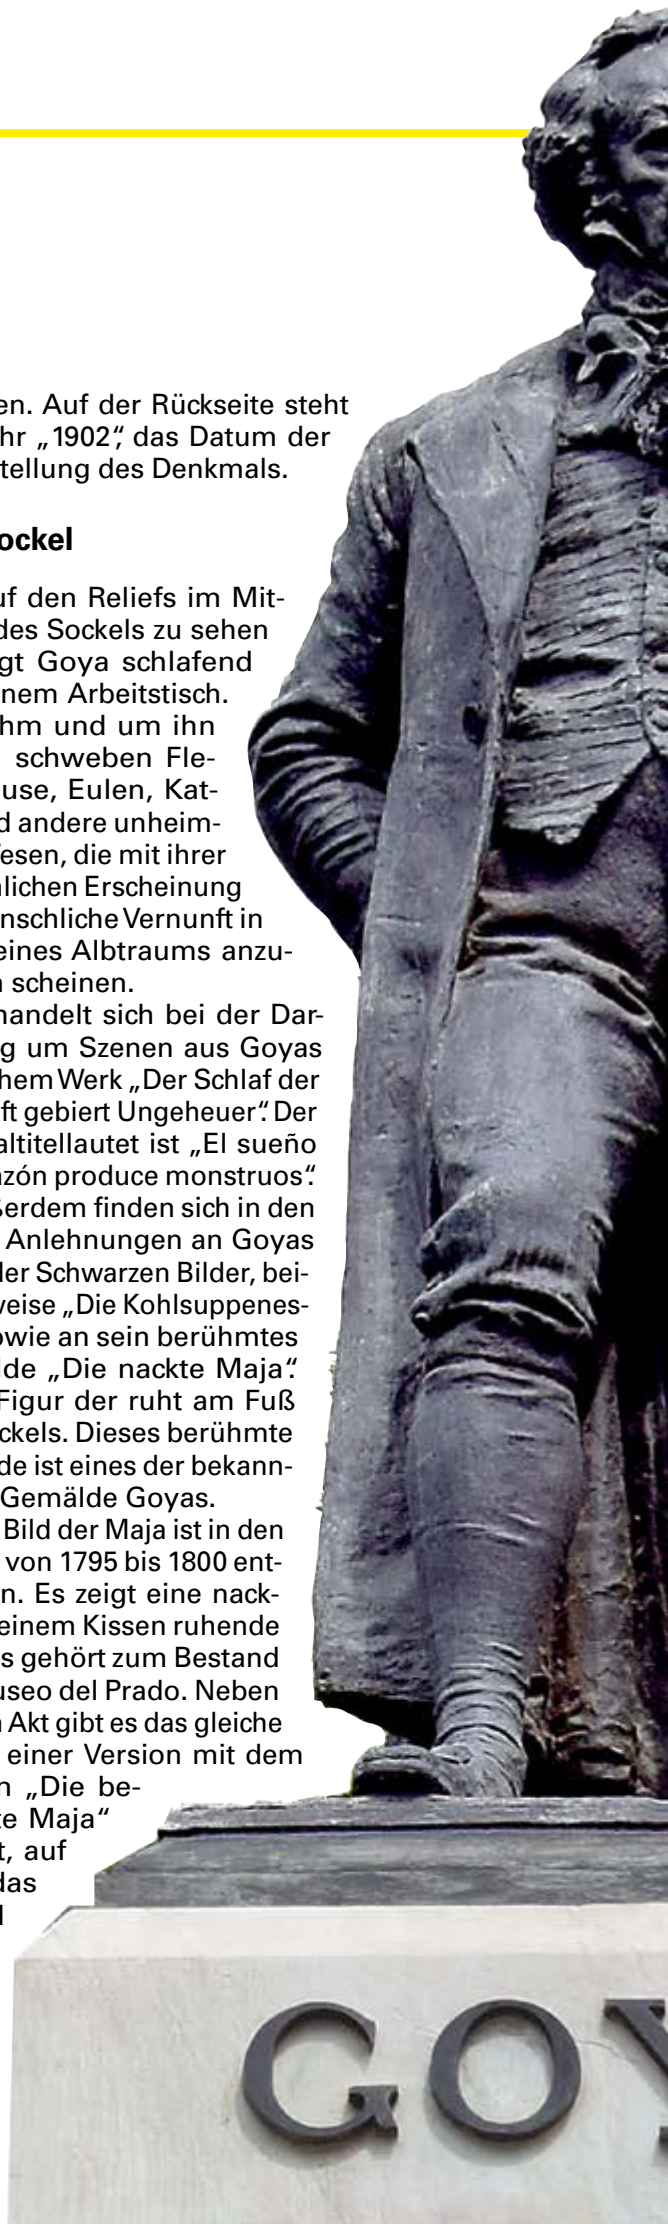 en. Auf der Rückseite steht
hr „1902“, das Datum der
tellung des Denkmals.
ockel
uf den Reliefs im Mit-
des Sockels zu sehen
gt Goya schlafend
nem Arbeitstisch.
hm und um ihn
schweben Fle-
use, Eulen, Kat-
d andere unheim-
esen, die mit ihrer
lichen Erscheinung
nschliche Vernunft in
eines Albtraums anzu-
scheinen.
handelt sich bei der Dar-
g um Szenen aus Goyas
chem Werk „Der Schlaf der
ft gebiert Ungeheuer“. Der
altitellautet ist „El sueño
azón produce monstruos“.
ßerdem finden sich in den
Anlehnungen an Goyas
der Schwarzen Bilder, bei-
weise „Die Kohlsuppenes-
owie an sein berühmtes
lde „Die nackte Maja“.
Figur der ruht am Fuß
ockels. Dieses berühmte
de ist eines der bekann-
Gemälde Goyas.
Bild der Maja ist in den
von 1795 bis 1800 ent-
n. Es zeigt eine nack-
einem Kissen ruhende
s gehört zum Bestand
useo del Prado. Neben
Akt gibt es das gleiche
einer Version mit dem
n „Die be-
te Maja“
t, auf
das
GOY